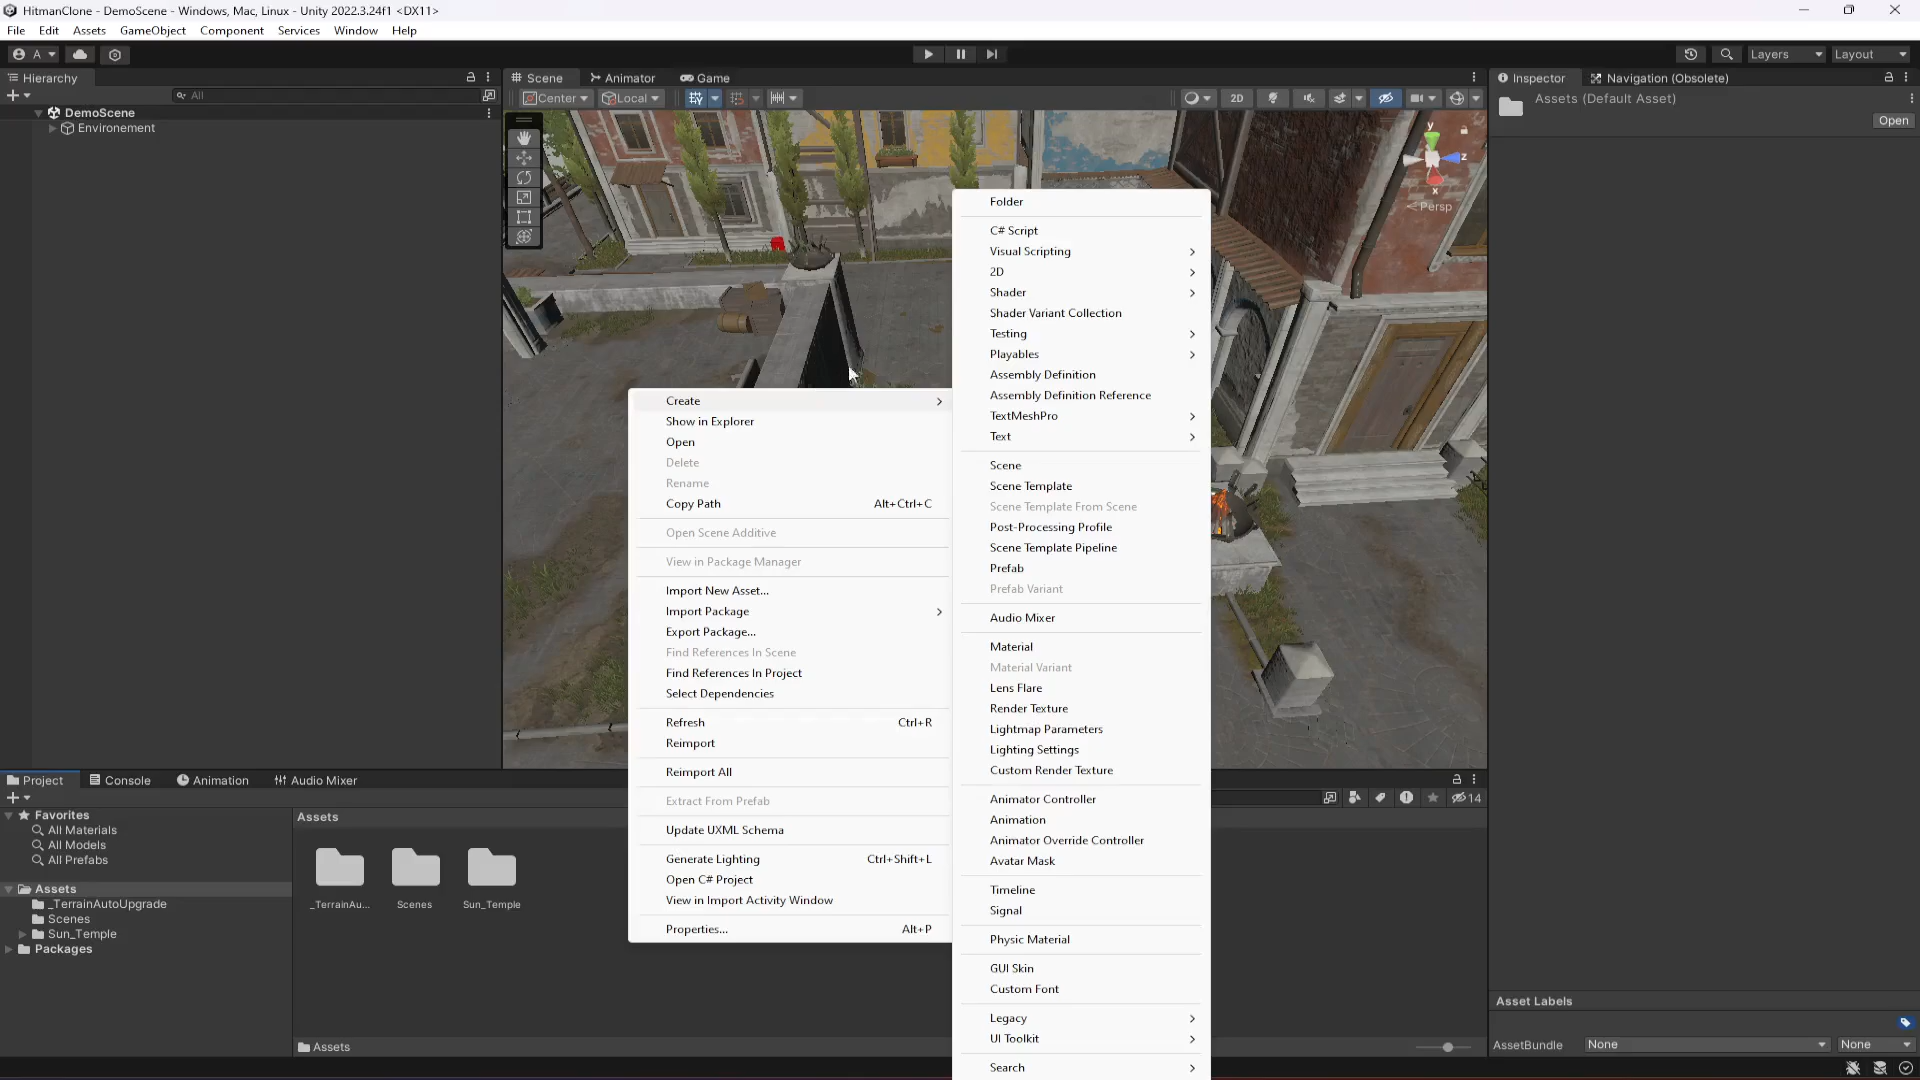 HitmanClone - DemoScene - Windows, Mac, Linux - Unity 2022.3.24f1 <DX11>
File Edit Assets GameObject Component Services Window Help
A Layers Layout
Hierarchy
All
DemoScene
Environement
Scene Animator Game
Center Local 2D
y
z
x
Persp
Inspector Navigation (Obsolete)
Assets (Default Asset)
Open
Create
Show in Explorer
Open
Delete
Rename
Copy Path Alt+Ctrl+C
Open Scene Additive
View in Package Manager
Import New Asset...
Import Package
Export Package...
Find References In Scene
Find References In Project
Select Dependencies
Refresh Ctrl+R
Reimport
Reimport All
Extract From Prefab
Update UXML Schema
Generate Lighting Ctrl+Shift+L
Open C# Project
View in Import Activity Window
Properties... Alt+P
Folder
C# Script
Visual Scripting
2D
Shader
Shader Variant Collection
Testing
Playables
Assembly Definition
Assembly Definition Reference
TextMeshPro
Text
Scene
Scene Template
Scene Template From Scene
Post-Processing Profile
Scene Template Pipeline
Prefab
Prefab Variant
Audio Mixer
Material
Material Variant
Lens Flare
Render Texture
Lightmap Parameters
Lighting Settings
Custom Render Texture
Animator Controller
Animation
Animator Override Controller
Avatar Mask
Timeline
Signal
Physic Material
GUI Skin
Custom Font
Legacy
UI Toolkit
Search
Project Console Animation Audio Mixer
14
Favorites
All Materials
All Models
All Prefabs
Assets
_TerrainAutoUpgrade
Scenes
Sun_Temple
Packages
Assets
_TerrainAu... Scenes Sun_Temple
Assets
Asset Labels
AssetBundle None None